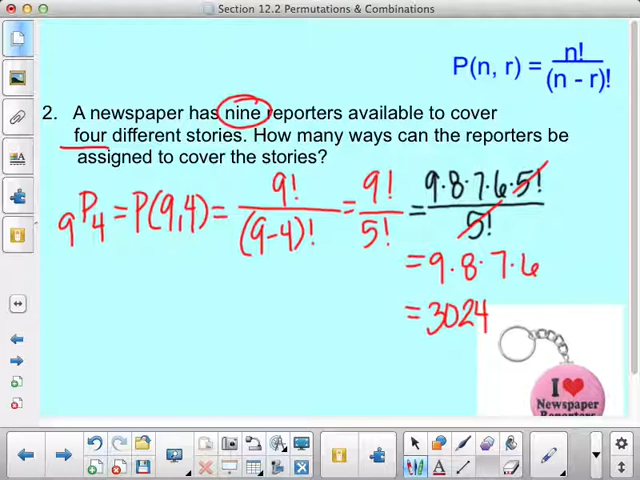 Section 12.2 Permutations & Combinations
P(n, r) = n! / (n - r)!
2. A newspaper has nine reporters available to cover
four different stories. How many ways can the reporters be
assigned to cover the stories?
₉P₄ = P(9,4) = 9! / (9-4)! = 9! / 5! = 9·8·7·6·5! / 5!
= 9·8·7·6
= 3024
I ❤
Newspaper
Reporters